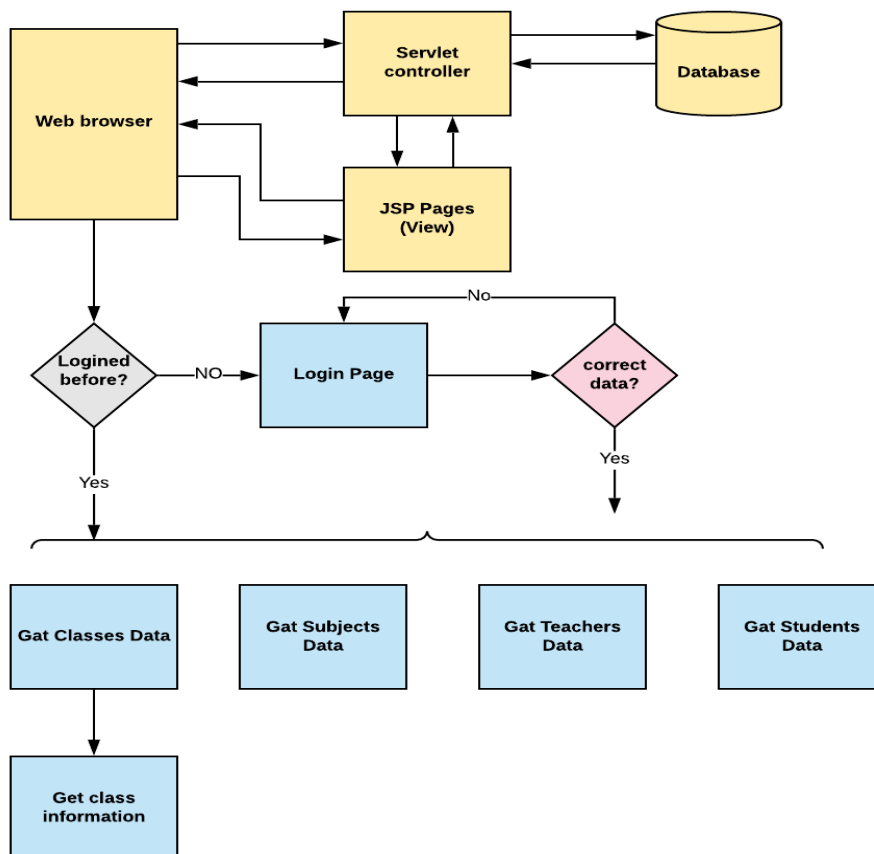 Servlet
controller
Database
Web browser
JSP Pages
(View)
No
Logined
before?
NO
Login Page
correct
data?
Yes
Yes
Gat Classes Data
Gat Subjects
Data
Gat Teachers
Data
Gat Students
Data
Get class
information